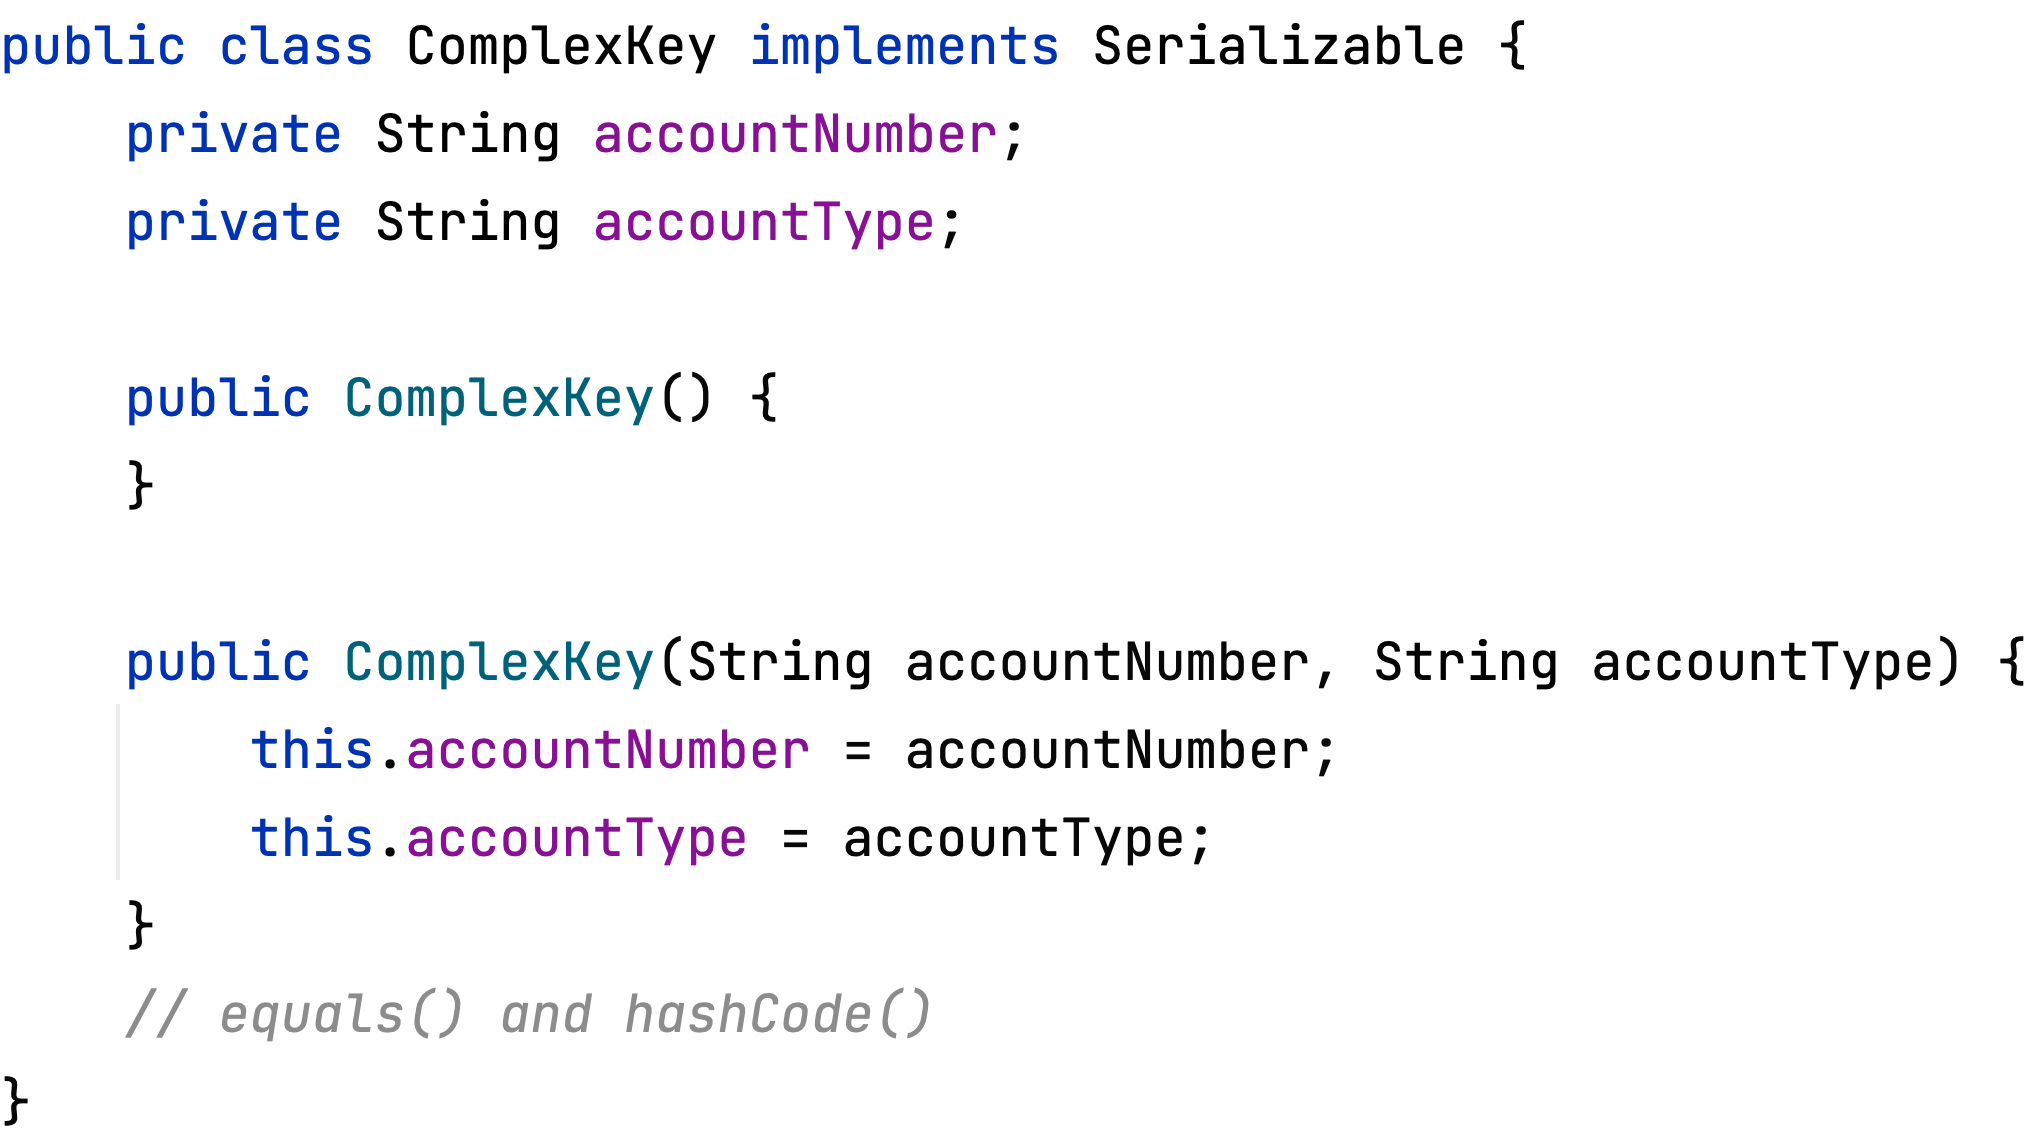 public class ComplexKey implements Serializable {
    private String accountNumber;
    private String accountType;

    public ComplexKey() {
    }

    public ComplexKey(String accountNumber, String accountType) {
        this.accountNumber = accountNumber;
        this.accountType = accountType;
    }
    // equals() and hashCode()
}